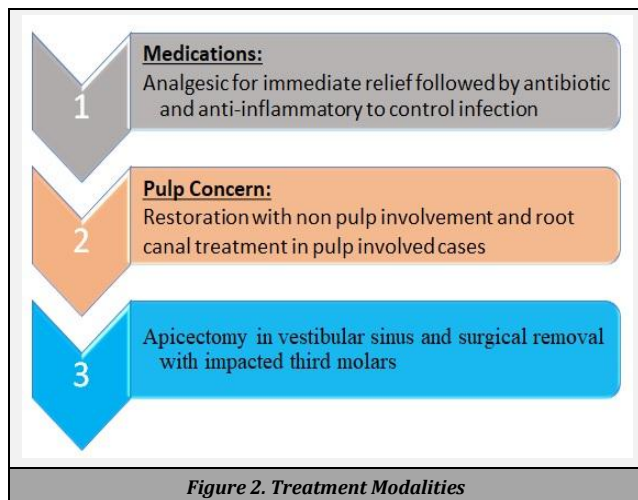 1
Medications:
Analgesic for immediate relief followed by antibiotic
and anti-inflammatory to control infection
2
Pulp Concern:
Restoration with non pulp involvement and root
canal treatment in pulp involved cases
3
Apicectomy in vestibular sinus and surgical removal
with impacted third molars
Figure 2. Treatment Modalities